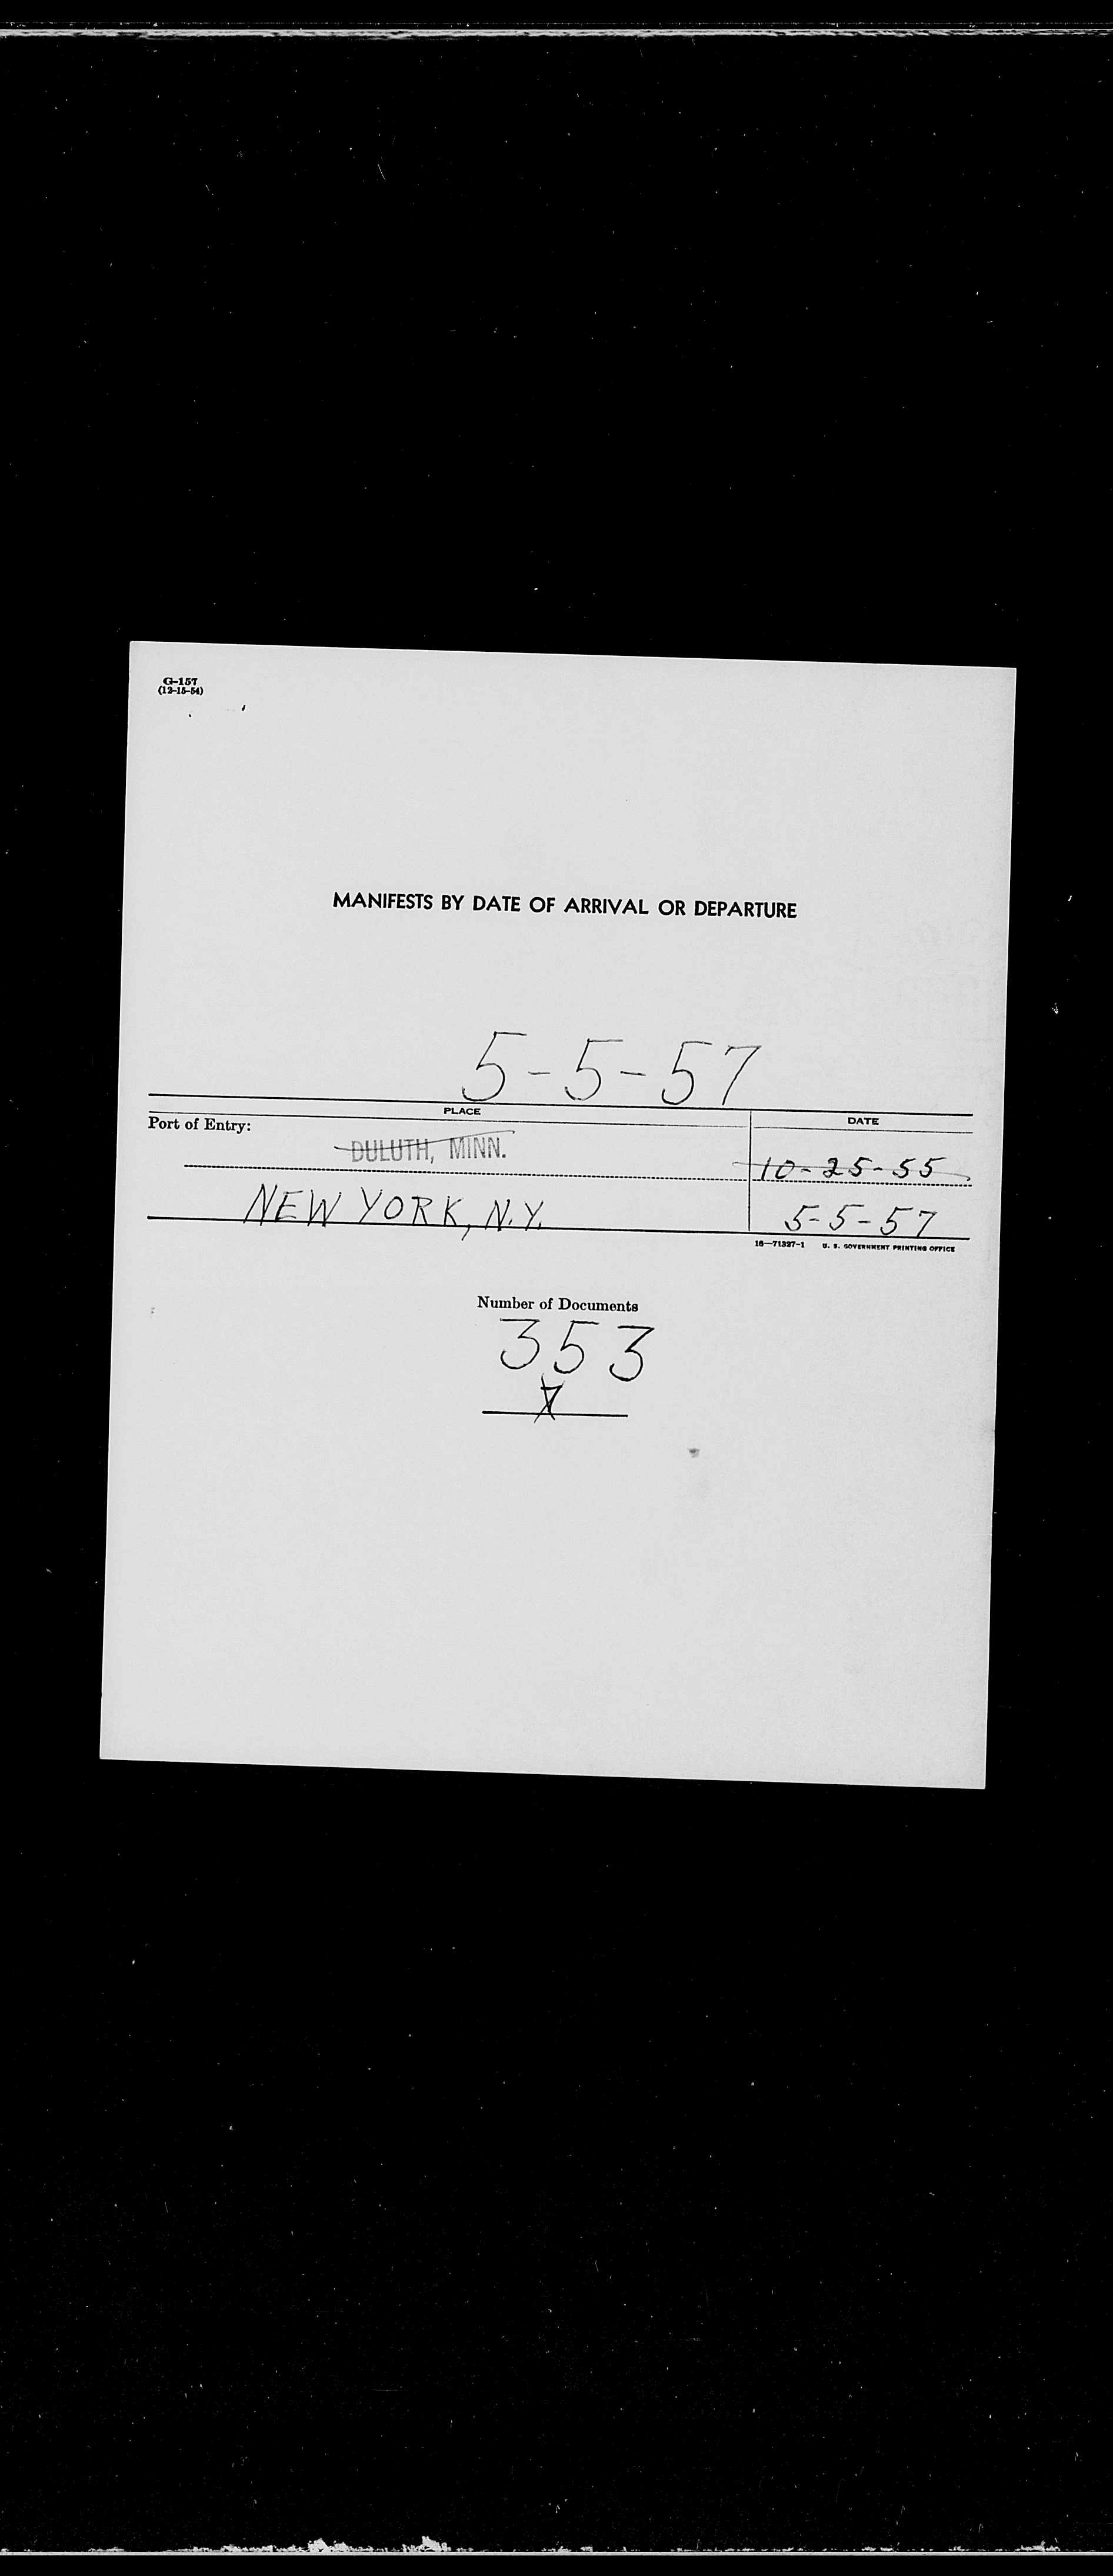 G-157
(12-15-54)
MANIFESTS BY DATE OF ARRIVAL OR DEPARTURE
5-5-57
PLACE
DATE
Port of Entry:
DULUTH, MINN.
10-25-55
NEW YORK, N.Y.
5-5-57
16—71327-1 U. S. GOVERNMENT PRINTING OFFICE
Number of Documents
353
7